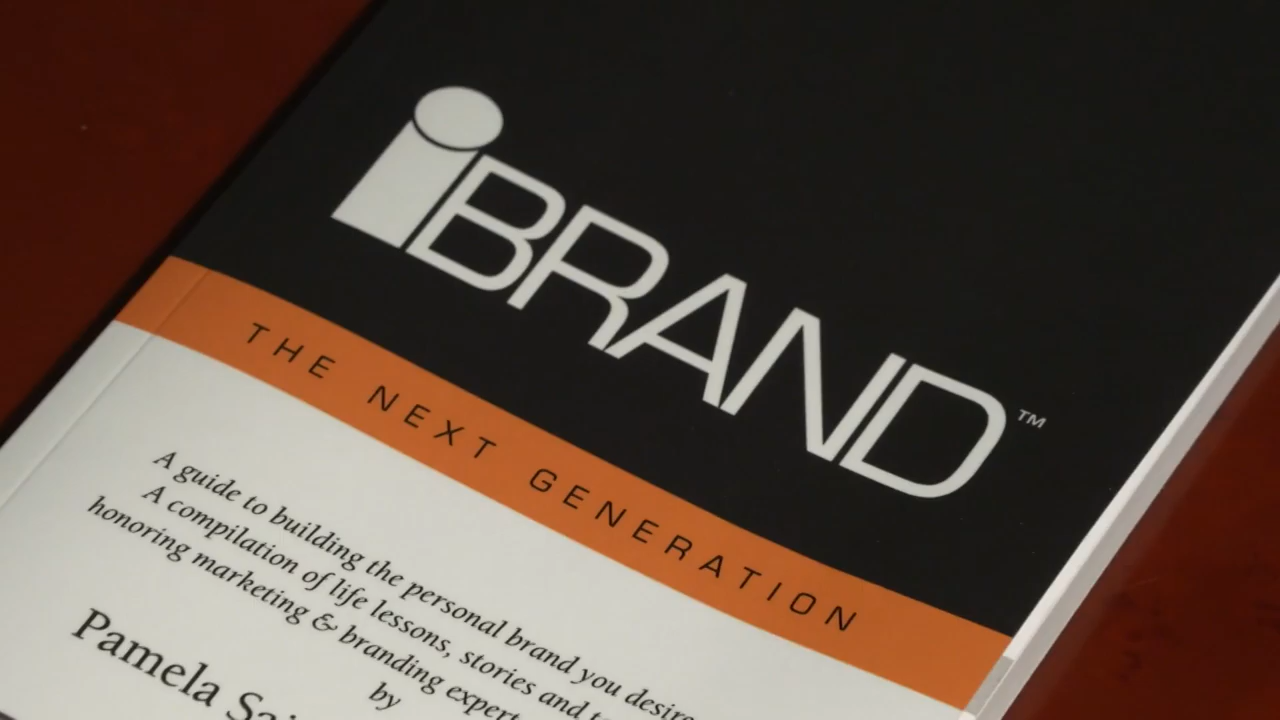 iBRAND™
THE NEXT GENERATION
A guide to building the personal brand you desire
A compilation of life lessons, stories and
honoring marketing & branding expert
by
Pamela